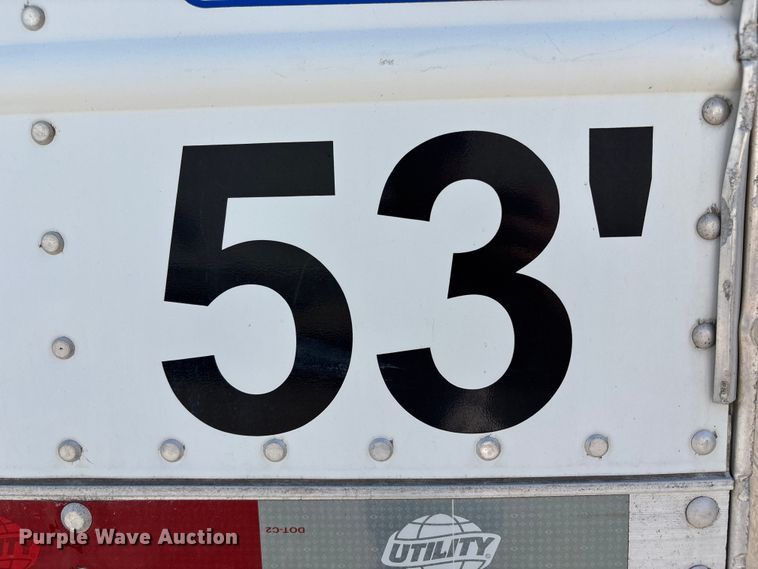 53'
DOT-C2
UTILITY
Purple Wave Auction